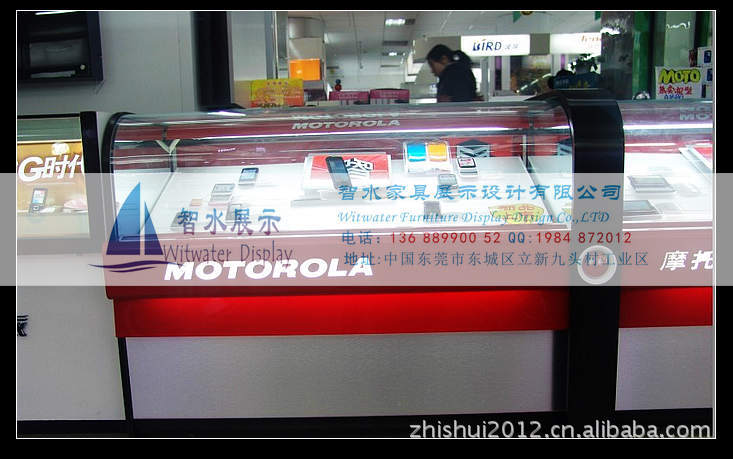 BIRD 波导
MOTO
MOTOROLA
G时代
智水展示
Witwater Display
智水家具展示设计有限公司
Witwater Furniture Display Design Co.,LTD
电话：136 889900 52 QQ:1984 872012
地址:中国东莞市东城区立新九头村工业区
MOTOROLA
摩托
zhishui2012.cn.alibaba.com